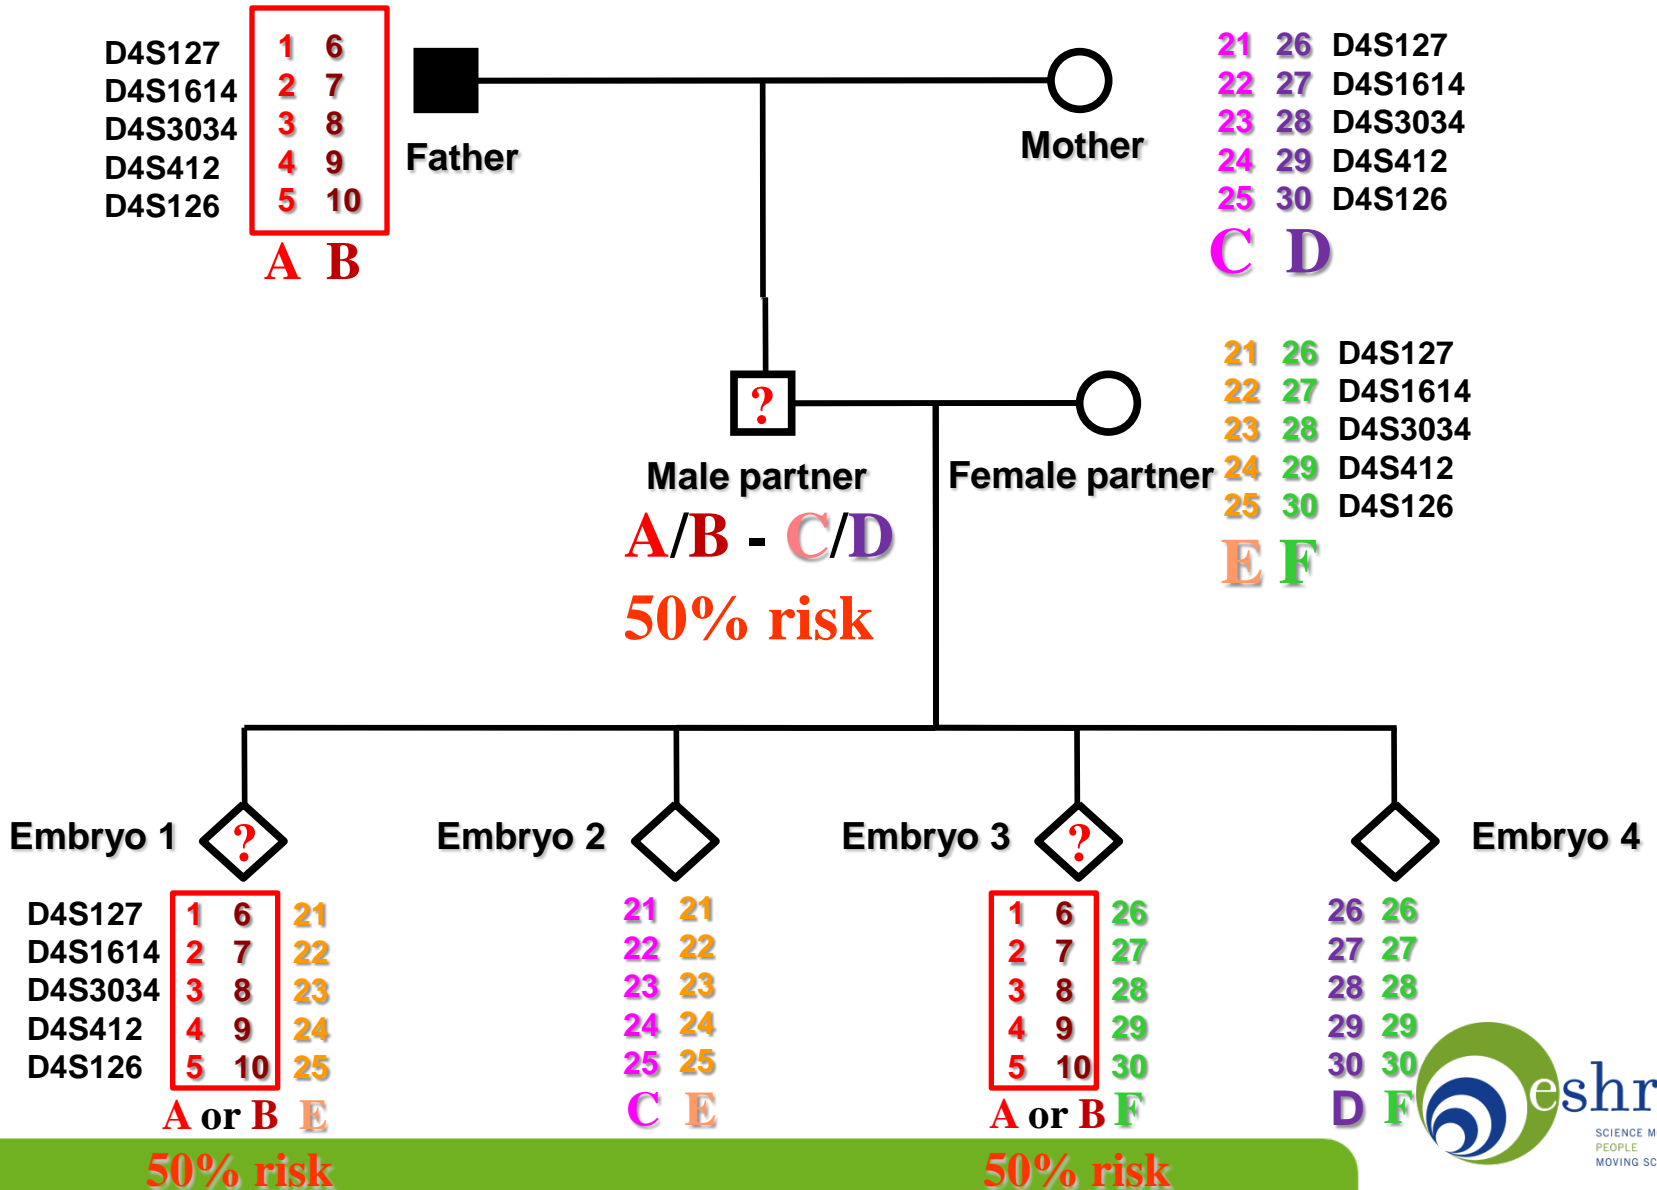 D4S127 1 6
D4S1614 2 7
D4S3034 3 8
D4S412 4 9
D4S126 5 10
A B
Father
Mother
21 26 D4S127
22 27 D4S1614
23 28 D4S3034
24 29 D4S412
25 30 D4S126
C D
?
Male partner
A/B - C/D
50% risk
Female partner
21 26 D4S127
22 27 D4S1614
23 28 D4S3034
24 29 D4S412
25 30 D4S126
E F
Embryo 1
?
Embryo 2
Embryo 3
?
Embryo 4
D4S127 1 6 21
D4S1614 2 7 22
D4S3034 3 8 23
D4S412 4 9 24
D4S126 5 10 25
A or B E
50% risk
21 21
22 22
23 23
24 24
25 25
C E
1 6 26
2 7 27
3 8 28
4 9 29
5 10 30
A or B F
50% risk
26 26
27 27
28 28
29 29
30 30
D F
eshr
SCIENCE M
PEOPLE
MOVING SC